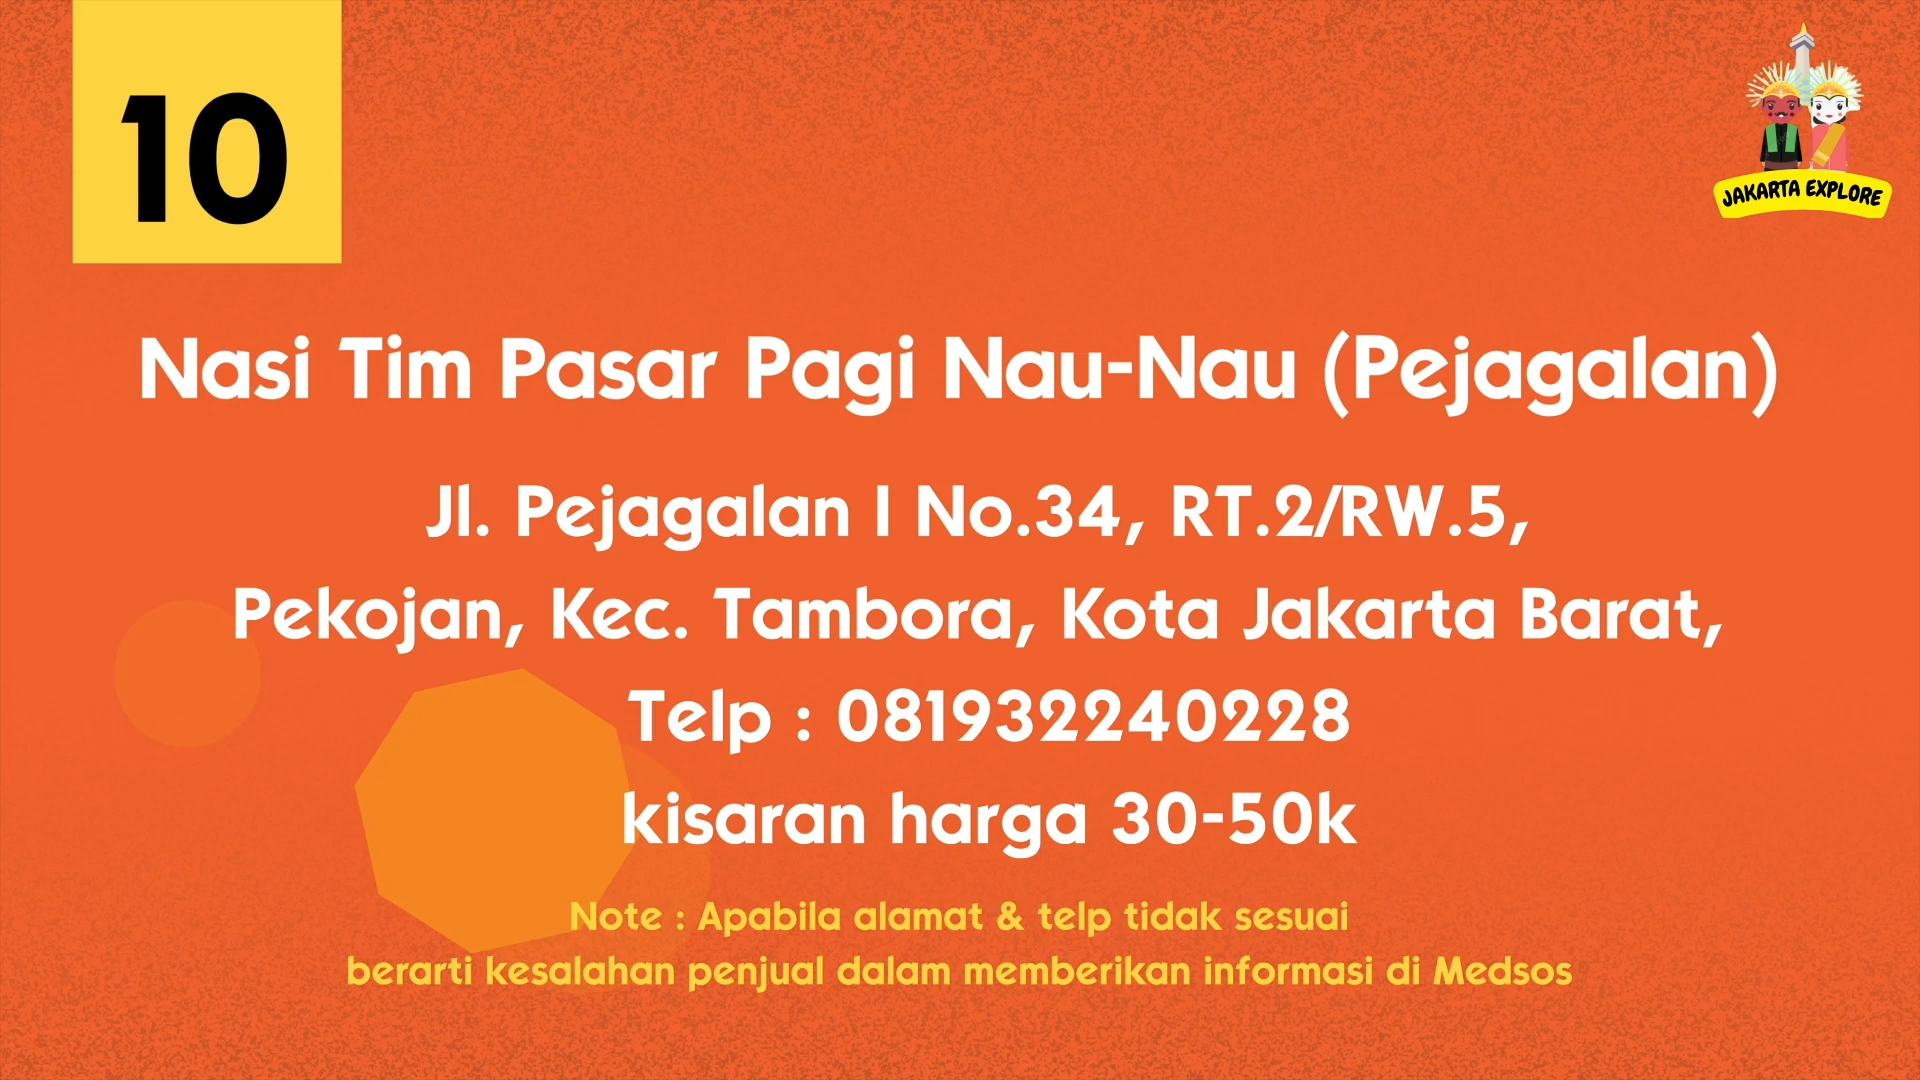 10
JAKARTA EXPLORE
Nasi Tim Pasar Pagi Nau-Nau (Pejagalan)
Jl. Pejagalan I No.34, RT.2/RW.5,
Pekojan, Kec. Tambora, Kota Jakarta Barat,
Telp : 081932240228
kisaran harga 30-50k
Note : Apabila alamat & telp tidak sesuai
berarti kesalahan penjual dalam memberikan informasi di Medsos